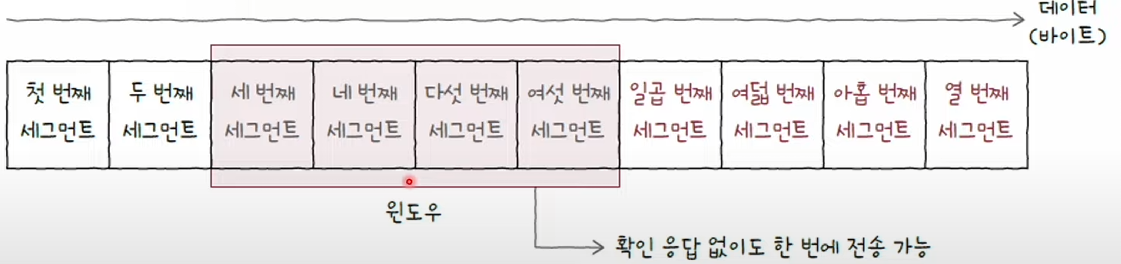 데이터
(바이트)
첫 번째 두 번째 세 번째 네 번째 다섯 번째 여섯 번째 일곱 번째 여덟 번째 아홉 번째 열 번째
세그먼트 세그먼트 세그먼트 세그먼트 세그먼트 세그먼트 세그먼트 세그먼트 세그먼트 세그먼트
윈도우
확인 응답 없이도 한 번에 전송 가능